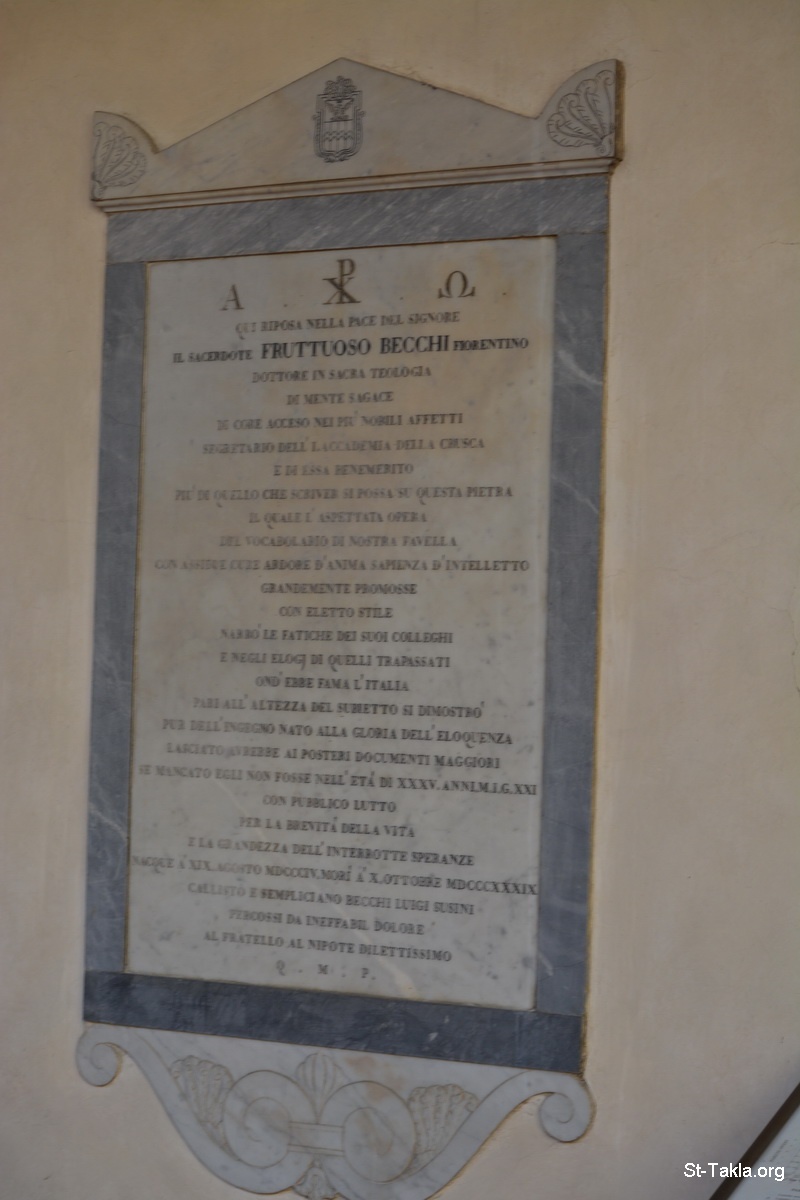 Α ☧ Ω
QUI RIPOSA NELLA PACE DEL SIGNORE
IL SACERDOTE FRUTTUOSO BECCHI FIORENTINO
DOTTORE IN SACRA TEOLOGIA
DI MENTE SAGACE
DI CORE ACCESO NEI PIU' NOBILI AFFETTI
SEGRETARIO DELL' I.ACCADEMIA DELLA CRUSCA
E DI ESSA BENEMERITO
PIU' DI QUELLO CHE SCRIVER SI POSSA SU QUESTA PIETRA
IL QUALE L' ASPETTATA OPERA
DEL VOCABOLARIO DI NOSTRA FAVELLA
CON ASSIDUE CURE ARDORE D'ANIMA SAPIENZA D'INTELLETTO
GRANDEMENTE PROMOSSE
CON ELETTO STILE
NARRO' LE FATICHE DEI SUOI COLLEGHI
E NEGLI ELOGJ DI QUELLI TRAPASSATI
OND' EBBE FAMA L'ITALIA
PARI ALL' ALTEZZA DEL SUBIETTO SI DIMOSTRO'
PUR DELL'INGEGNO NATO ALLA GLORIA DELL'ELOQUENZA
LASCIATO AVREBBE AI POSTERI DOCUMENTI MAGGIORI
SE MANCATO EGLI NON FOSSE NELL'ETÁ DI XXXV. ANNI.M.I.G.XXI
CON PUBBLICO LUTTO
PER LA BREVITÁ DELLA VITA
E LA GRANDEZZA DELL' INTERROTTE SPERANZE
NACQUE A' XIX. AGOSTO MDCCCIV. MORÌ A' X. OTTOBRE MDCCCXXXIX
CALLISTO E SEMPLICIANO BECCHI LUIGI SUSINI
PERCOSSI DA INEFFABIL DOLORE
AL FRATELLO AL NIPOTE DILETTISSIMO
Q . M . P .
St-Takla.org